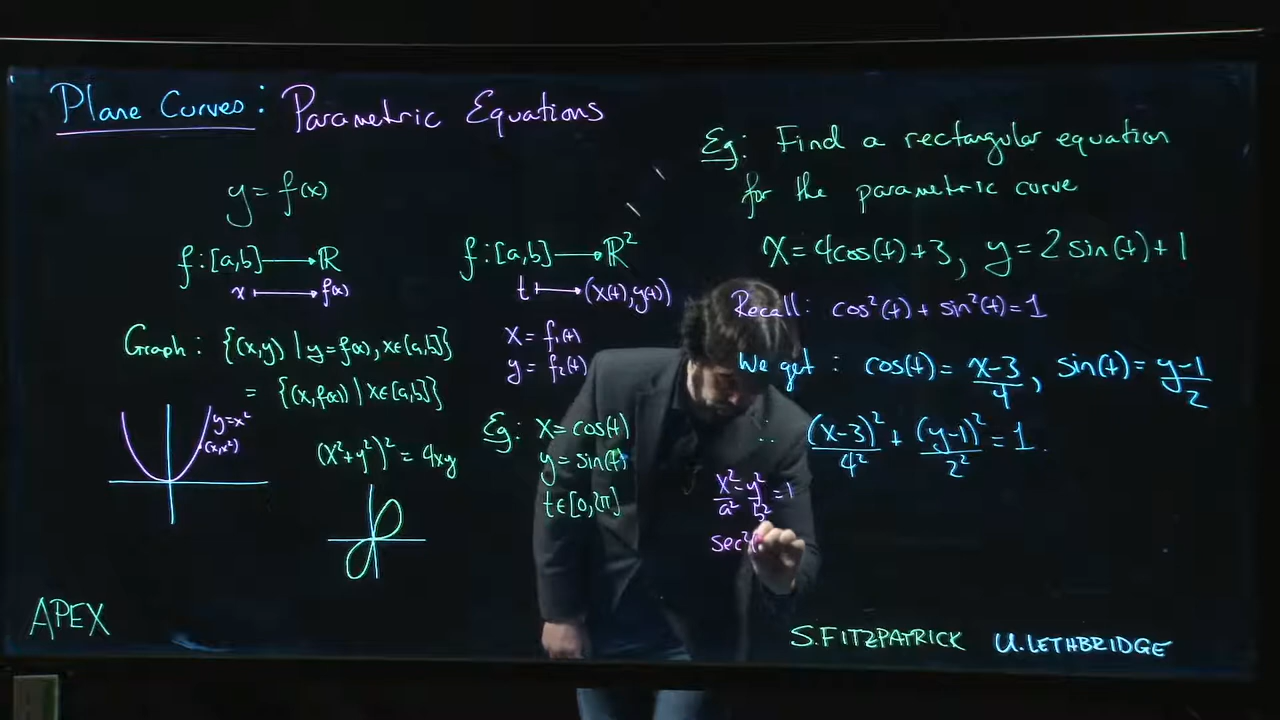 Plane Curves: Parametric Equations
y = f(x)
f: [a,b] ⟶ ℝ
x ⟼ f(x)
Graph: {(x,y) | y=f(x), x∈[a,b]}
= {(x,f(x)) | x∈[a,b]}
y=x²
(x,x²)
(x²+y²)² = 4xy
f: [a,b] ⟶ ℝ²
t ⟼ (x(t),y(t))
x = f₁(t)
y = f₂(t)
Eg: x = cos(t)
y = sin(t)
t∈[0,2π]
Eg: Find a rectangular equation
for the parametric curve
x = 4cos(t)+3, y = 2sin(t)+1
Recall: cos²(t) + sin²(t) = 1
We get: cos(t) = (x-3)/4, sin(t) = (y-1)/2
∴ (x-3)²/4² + (y-1)²/2² = 1.
x²/a² - y²/b² = 1
sec²(
APEX
S. FITZPATRICK U. LETHBRIDGE